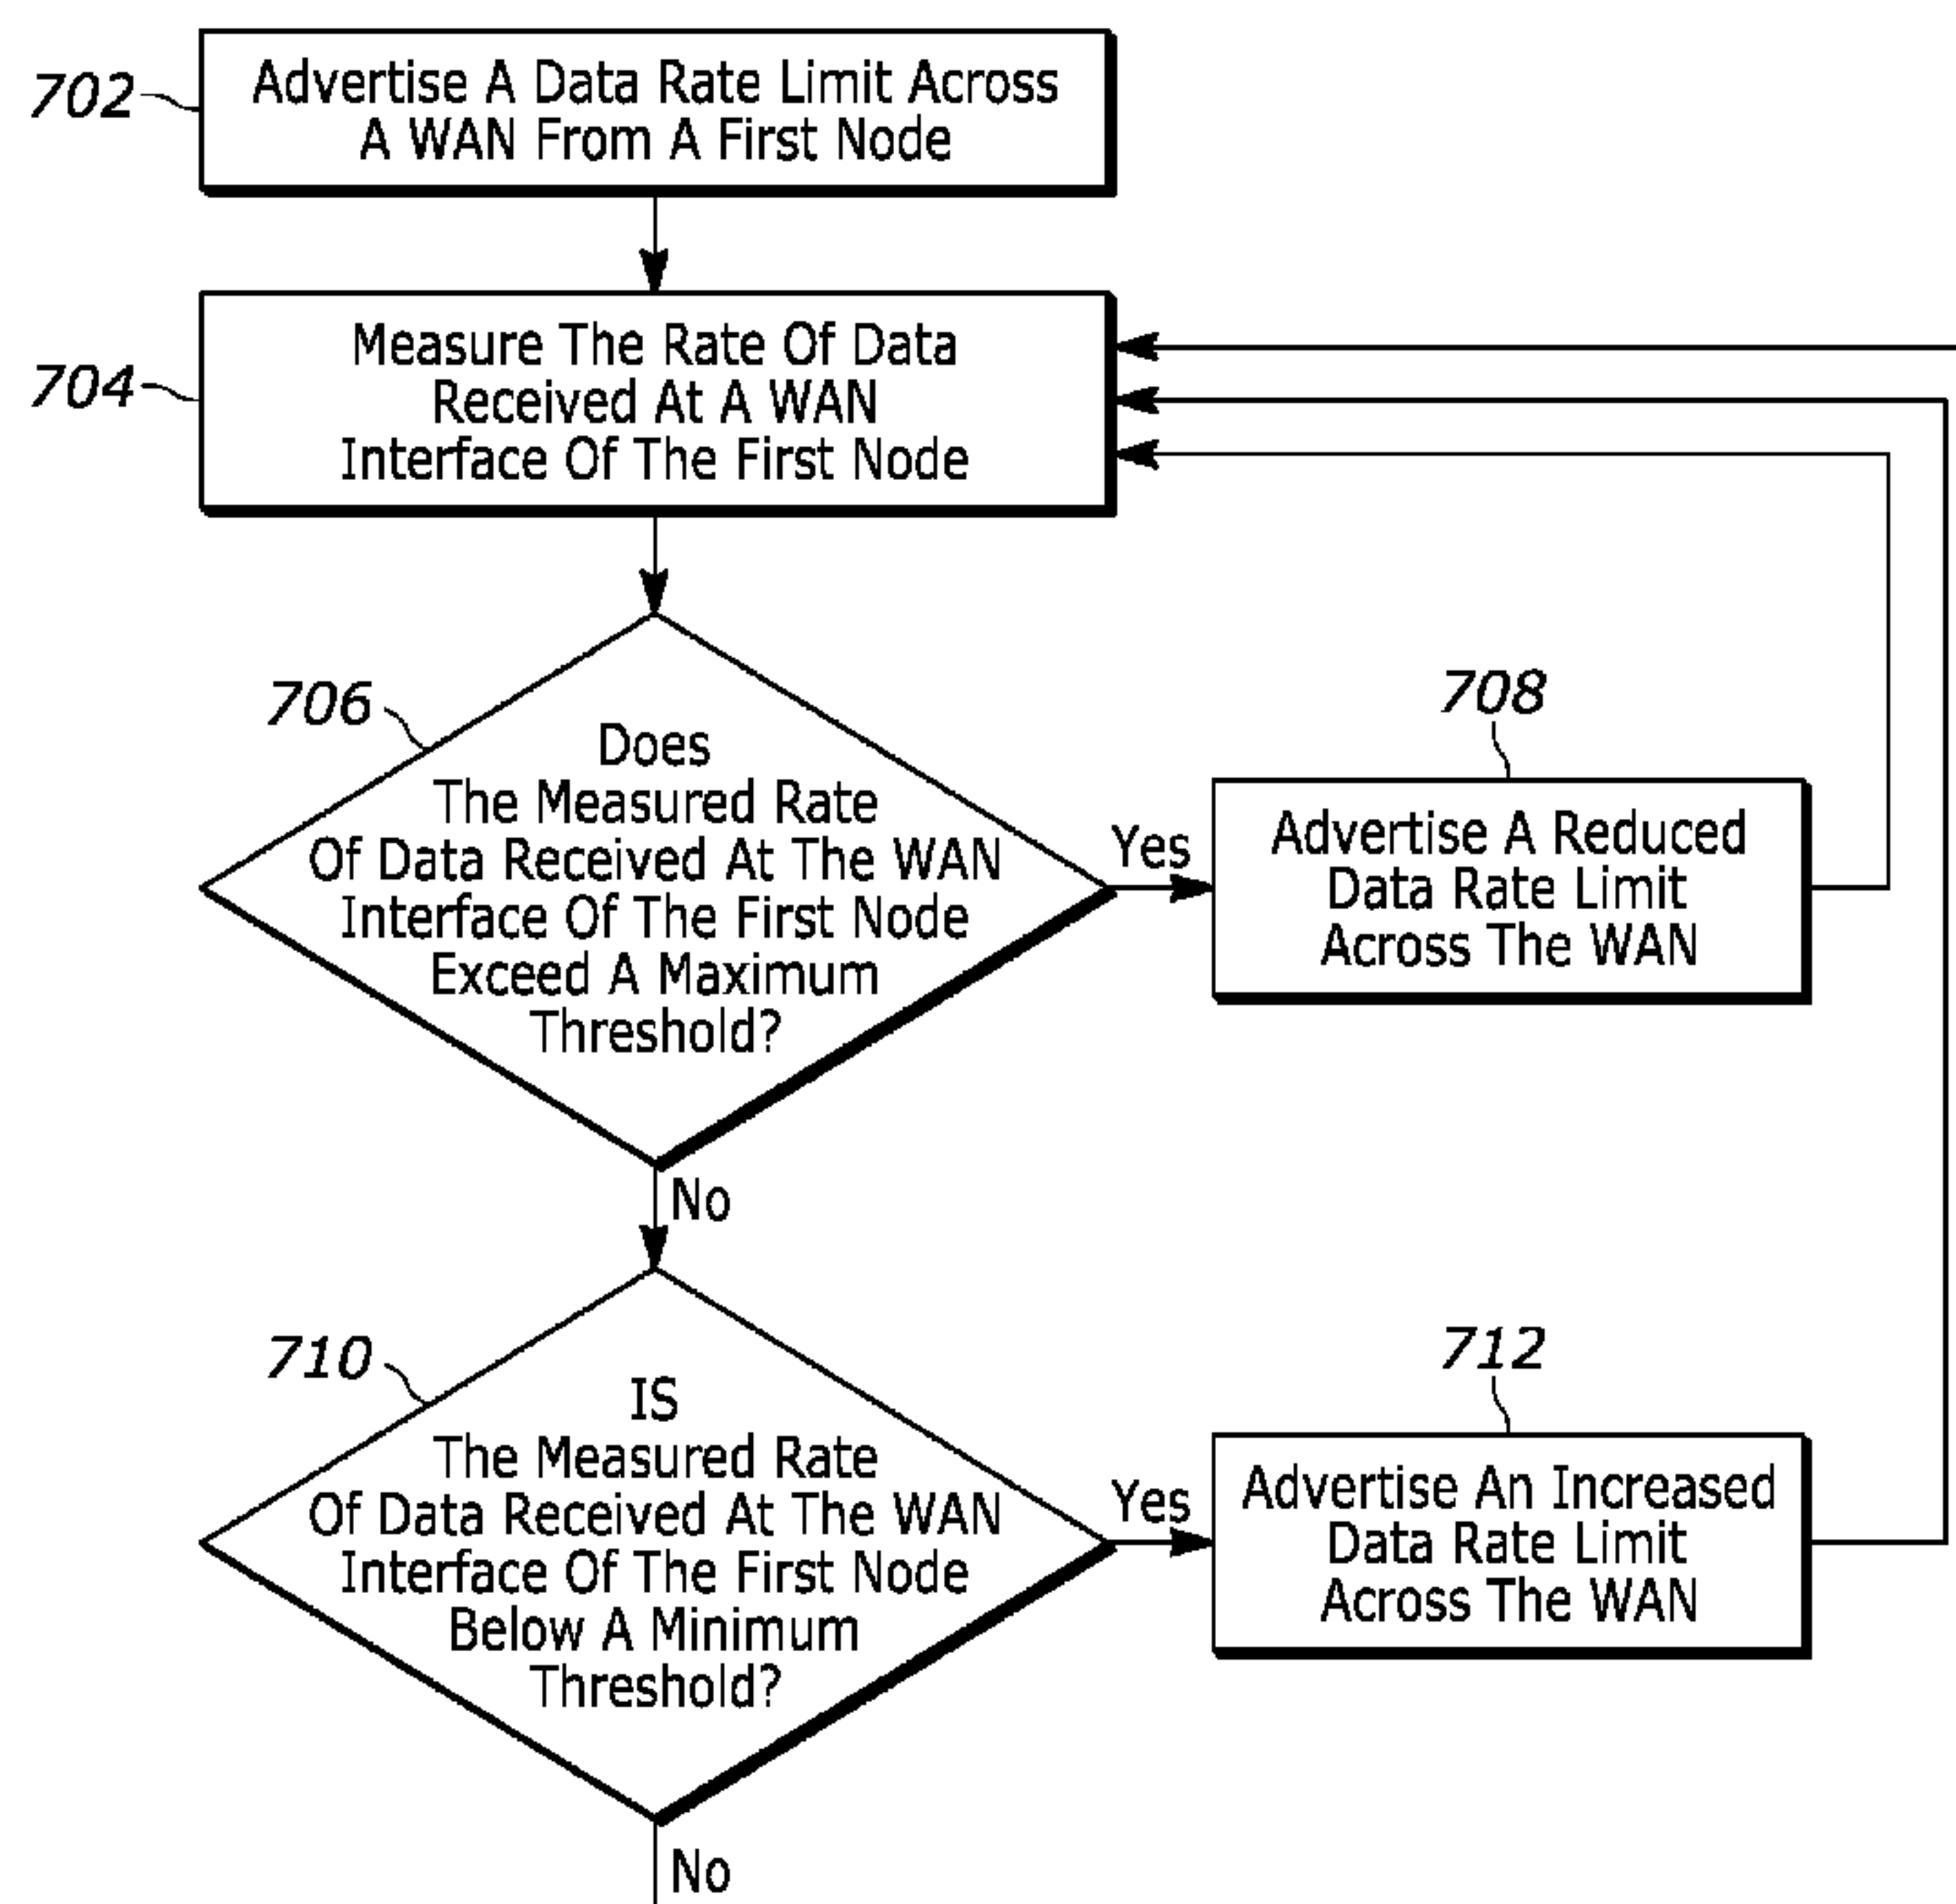 702
Advertise A Data Rate Limit Across
A WAN From A First Node
704
Measure The Rate Of Data
Received At A WAN
Interface Of The First Node
706
Does
The Measured Rate
Of Data Received At The WAN
Interface Of The First Node
Exceed A Maximum
Threshold?
Yes
708
Advertise A Reduced
Data Rate Limit
Across The WAN
No
710
IS
The Measured Rate
Of Data Received At The WAN
Interface Of The First Node
Below A Minimum
Threshold?
Yes
712
Advertise An Increased
Data Rate Limit
Across The WAN
No